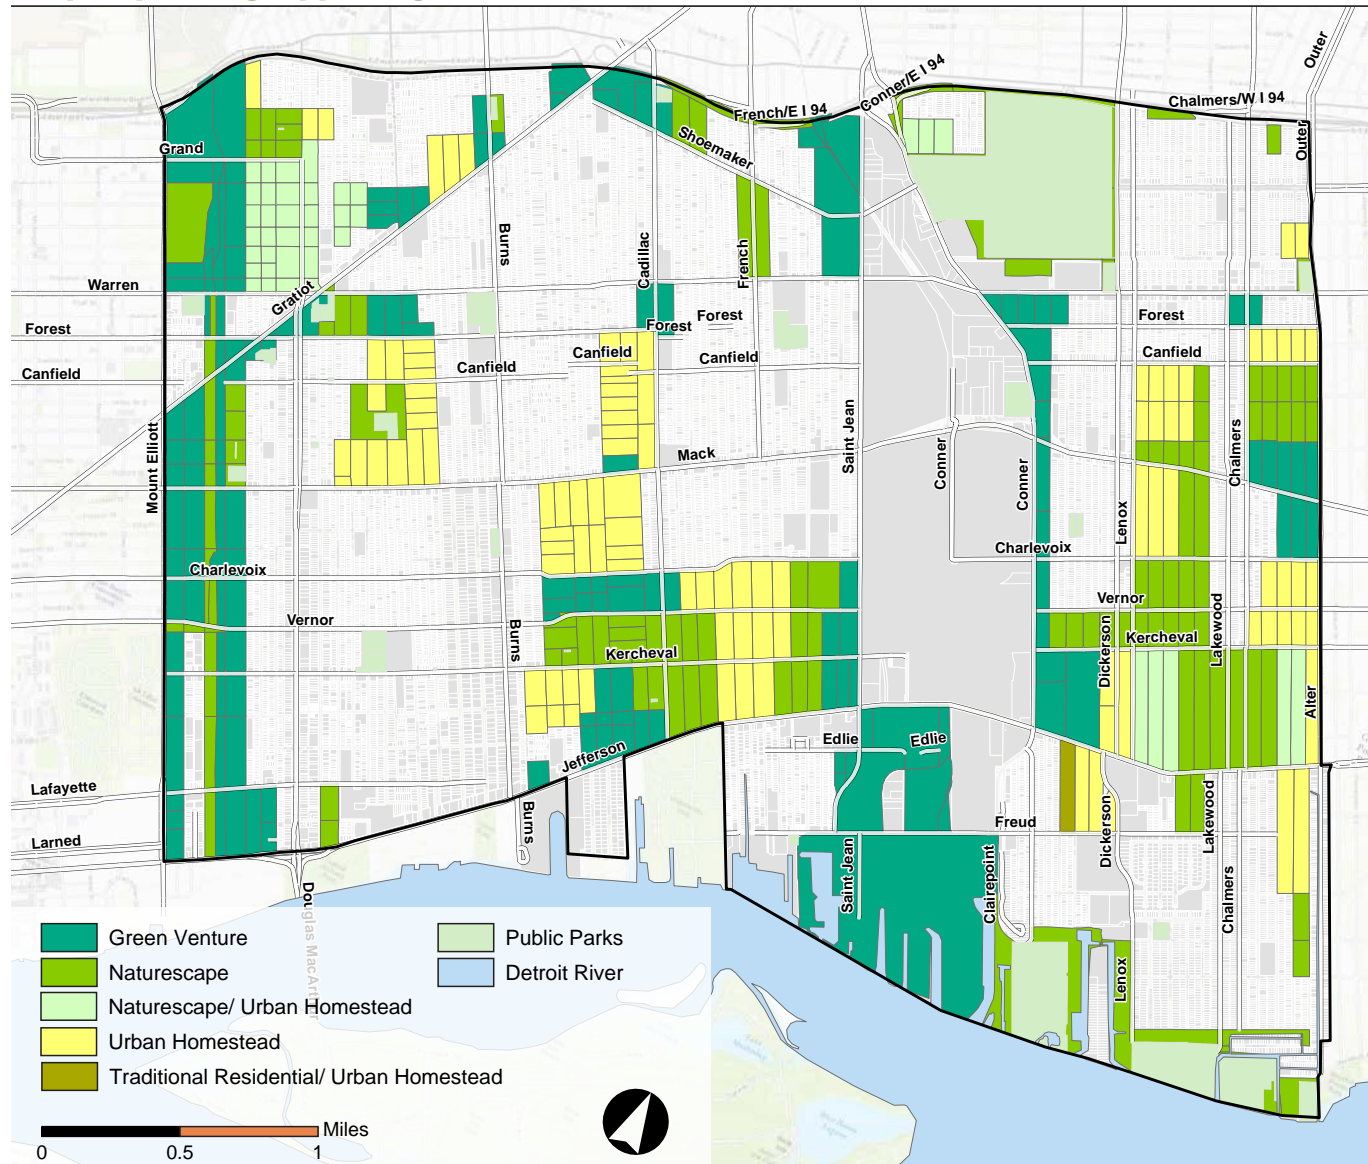 Outer
Conner/E I 94
Chalmers/W I 94
French/E I 94
Grand
Shoemaker
Outer
Burns
Cadillac
French
Warren
Gratiot
Forest
Forest
Forest
Forest
Canfield
Canfield
Canfield
Canfield
Canfield
Mount Elliott
Mack
Saint Jean
Conner
Conner
Lenox
Chalmers
Charlevoix
Charlevoix
Vernor
Vernor
Burns
Kercheval
Kercheval
Dickerson
Lakewood
Alter
Jefferson
Edlie
Edlie
Lafayette
Larned
Burns
Freud
Dickerson
Lakewood
Saint Jean
Clairepoint
Chalmers
Lenox
Douglas MacArthur
Green Venture
Naturescape
Naturescape/ Urban Homestead
Urban Homestead
Traditional Residential/ Urban Homestead
Public Parks
Detroit River
Miles
0 0.5 1